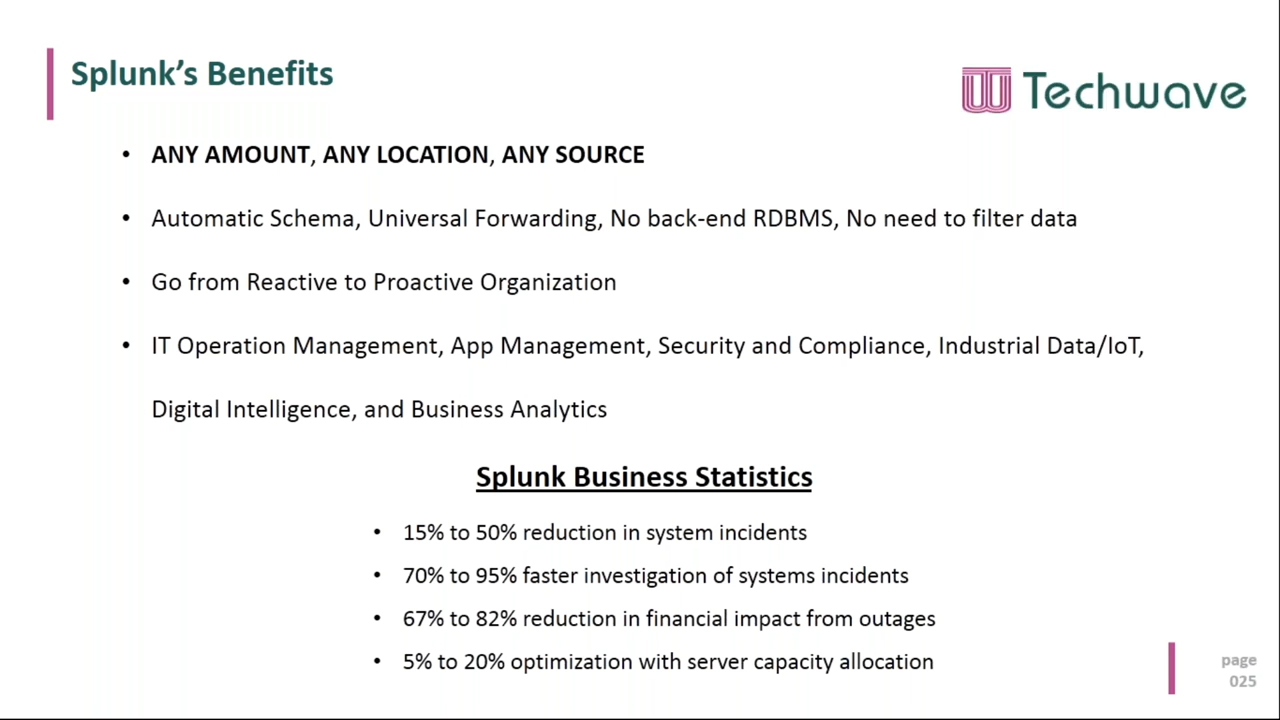 Splunk's Benefits
Techwave
• ANY AMOUNT, ANY LOCATION, ANY SOURCE
• Automatic Schema, Universal Forwarding, No back-end RDBMS, No need to filter data
• Go from Reactive to Proactive Organization
• IT Operation Management, App Management, Security and Compliance, Industrial Data/IoT,
Digital Intelligence, and Business Analytics
Splunk Business Statistics
• 15% to 50% reduction in system incidents
• 70% to 95% faster investigation of systems incidents
• 67% to 82% reduction in financial impact from outages
• 5% to 20% optimization with server capacity allocation
page
025